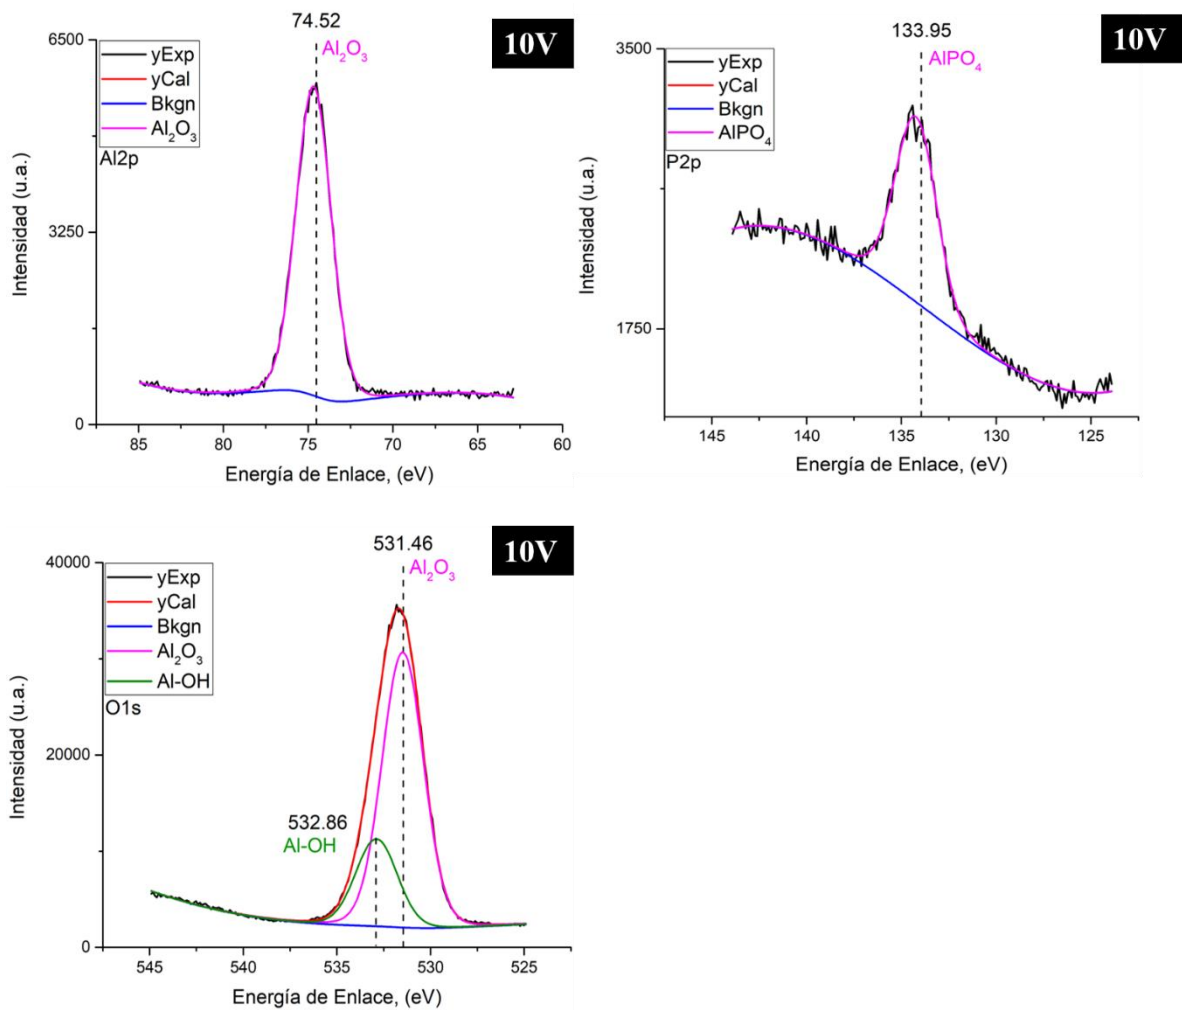 74.52
10V
6500
Al₂O₃
yExp
yCal
Bkgn
Al₂O₃
Al2p
Intensidad (u.a.)
3250
0
85 80 75 70 65 60
Energía de Enlace, (eV)
133.95
10V
3500
AlPO₄
yExp
yCal
Bkgn
AlPO₄
P2p
Intensidad (u.a.)
1750
145 140 135 130 125
Energía de Enlace, (eV)
531.46
10V
40000
Al₂O₃
yExp
yCal
Bkgn
Al₂O₃
Al-OH
O1s
Intensidad (u.a.)
20000
532.86
Al-OH
0
545 540 535 530 525
Energía de Enlace, (eV)